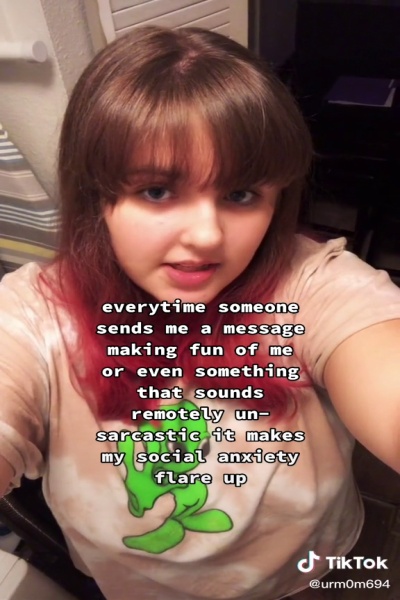 everytime someone
sends me a message
making fun of me
or even something
that sounds
remotely un-
sarcastic it makes
my social anxiety
flare up
TikTok
@urm0m694